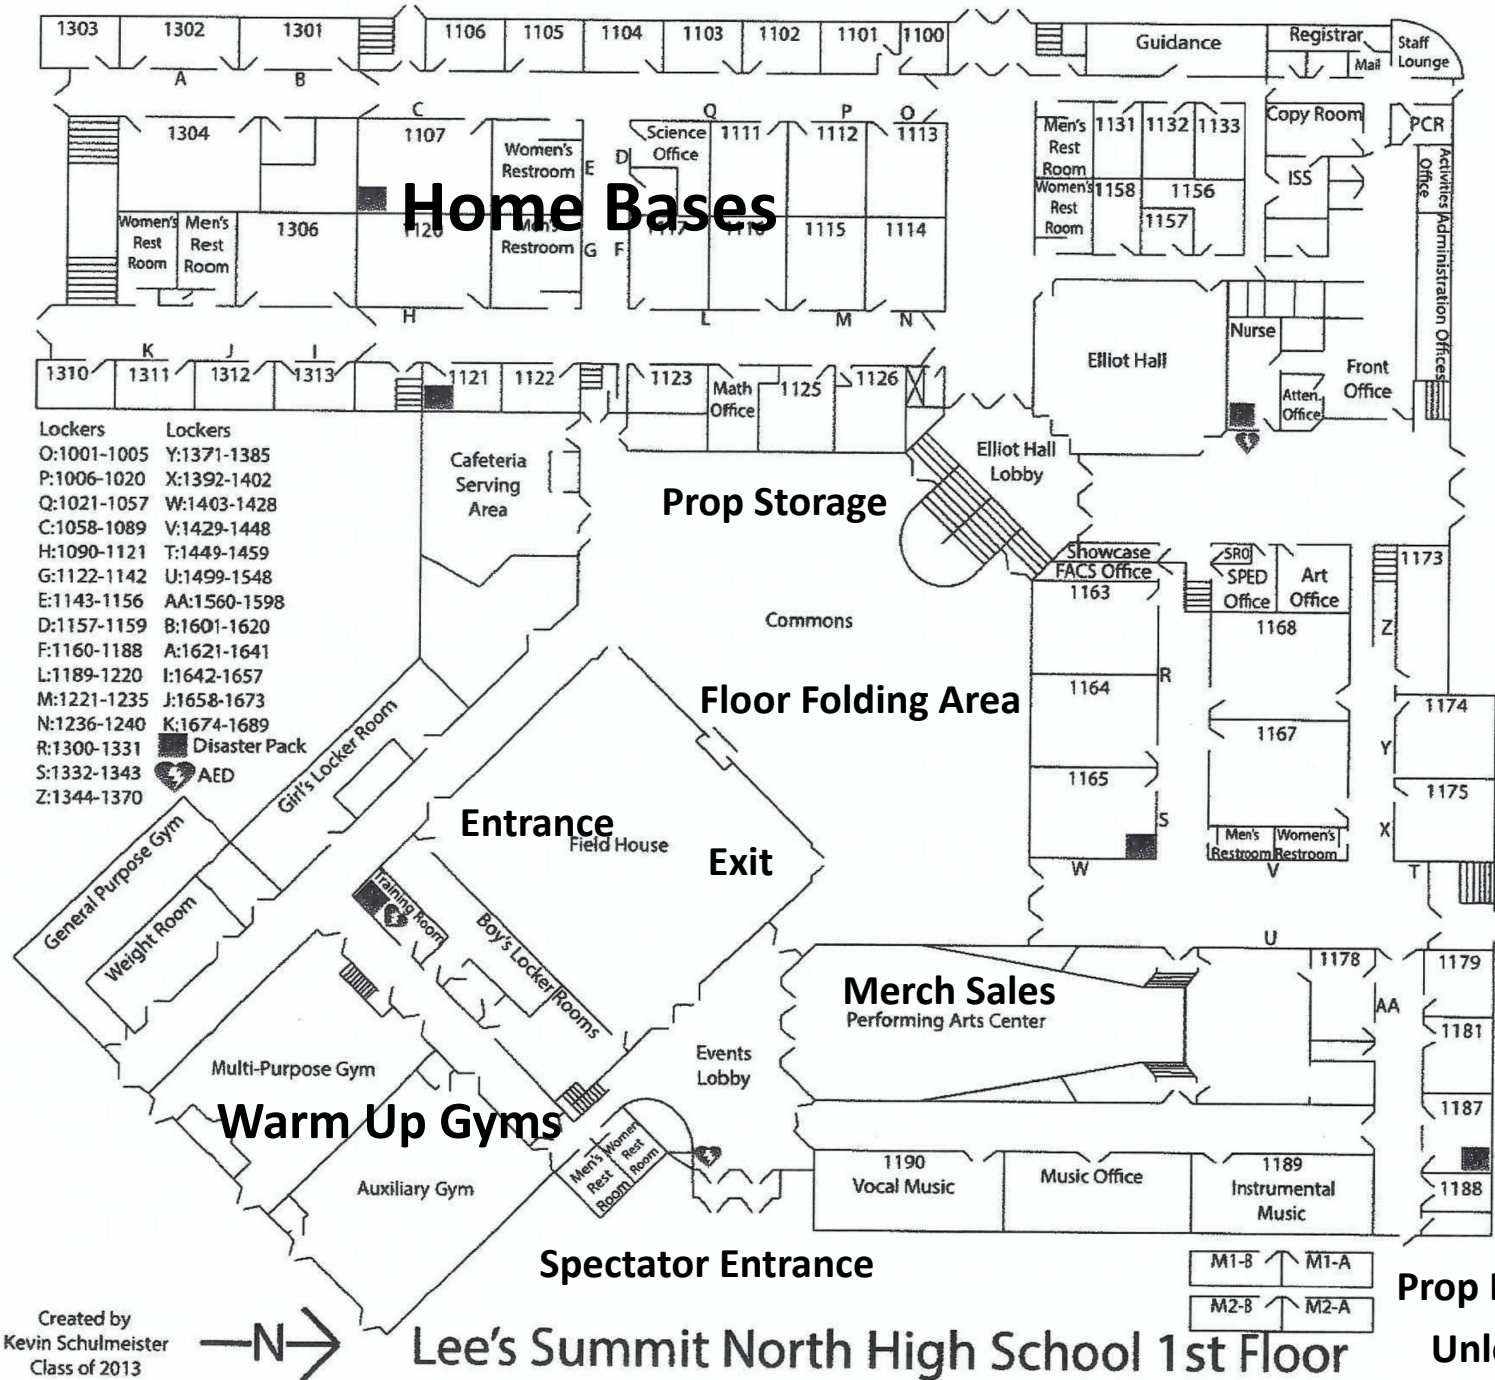 1303
1302
1301
1106
1105
1104
1103
1102
1101
1100
Guidance
Registrar
Mail
Staff
Lounge
A
B
C
Q
P
O
1304
1107
Women's
Restroom
E
D
Science
Office
1111
1112
1113
Men's
Rest
Room
1131
1132
1133
Copy Room
PCR
Activities
Office
Administration Offices
ISS
Home Bases
Women's
Rest
Room
Men's
Rest
Room
1306
1120
Men's
Restroom
G
F
1117
1116
1115
1114
Women's
Rest
Room
1158
1156
1157
H
L
M
N
Elliot Hall
Nurse
Atten.
Office
Front
Office
K
J
I
1310
1311
1312
1313
1121
1122
1123
Math
Office
1125
1126
Lockers
O:1001-1005
P:1006-1020
Q:1021-1057
C:1058-1089
H:1090-1121
G:1122-1142
E:1143-1156
D:1157-1159
F:1160-1188
L:1189-1220
M:1221-1235
N:1236-1240
R:1300-1331
S:1332-1343
Z:1344-1370
Lockers
Y:1371-1385
X:1392-1402
W:1403-1428
V:1429-1448
T:1449-1459
U:1499-1548
AA:1560-1598
B:1601-1620
A:1621-1641
I:1642-1657
J:1658-1673
K:1674-1689
Disaster Pack
AED
Cafeteria
Serving
Area
Prop Storage
Elliot Hall
Lobby
Showcase
FACS Office
1163
SRO
SPED
Office
Art
Office
1173
Commons
1168
Z
Floor Folding Area
1164
R
1174
1167
Y
1165
S
1175
X
Men's
Restroom
Women's
Restroom
W
V
T
Girl's Locker Room
General Purpose Gym
Weight Room
Entrance
Field House
Exit
Training Room
Boy's Locker Rooms
U
1178
1179
Merch Sales
Performing Arts Center
AA
1181
Events
Lobby
Multi-Purpose Gym
Warm Up Gyms
1187
Men's
Rest
Room
Women
Rest
Room
Auxiliary Gym
1190
Vocal Music
Music Office
1189
Instrumental
Music
1188
Spectator Entrance
M1-B
M1-A
M2-B
M2-A
Prop
Created by
Kevin Schulmeister
Class of 2013
N
Lee's Summit North High School 1st Floor